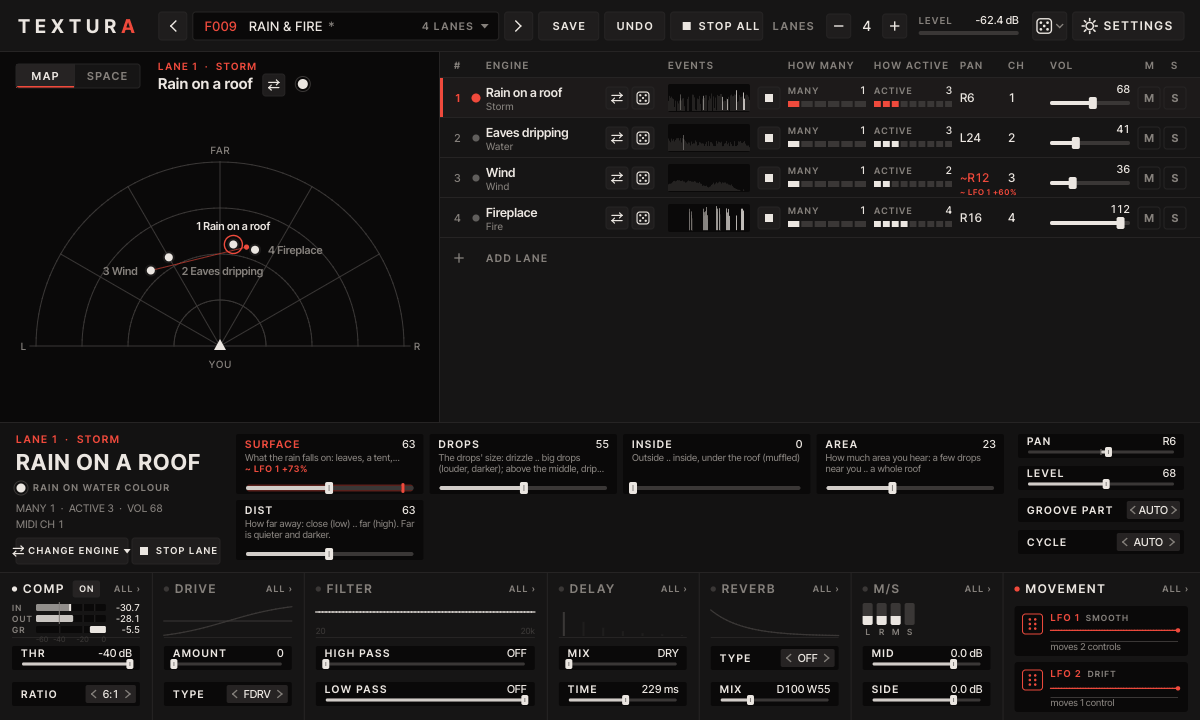 TEXTURA
F009 RAIN & FIRE *
4 LANES
SAVE
UNDO
STOP ALL
LANES
4
LEVEL -62.4 dB
SETTINGS
MAP
SPACE
LANE 1 · STORM
Rain on a roof
FAR
1 Rain on a roof
4 Fireplace
3 Wind
2 Eaves dripping
L
R
YOU
# ENGINE EVENTS HOW MANY HOW ACTIVE PAN CH VOL M S
1 Rain on a roof MANY 1 ACTIVE 3 R6 1 68 M S
Storm
2 Eaves dripping MANY 1 ACTIVE 3 L24 2 41 M S
Water
3 Wind MANY 1 ACTIVE 2 ~R12 3 36 M S
Wind ~ LFO 1 +60%
4 Fireplace MANY 1 ACTIVE 4 R16 4 112 M S
Fire
+ ADD LANE
LANE 1 · STORM
RAIN ON A ROOF
RAIN ON WATER COLOUR
MANY 1 · ACTIVE 3 · VOL 68
MIDI CH 1
CHANGE ENGINE
STOP LANE
SURFACE 63
What the rain falls on: leaves, a tent,...
~ LFO 1 +73%
DROPS 55
The drops' size: drizzle .. big drops
(louder, darker); above the middle, drip...
INSIDE 0
Outside .. inside, under the roof (muffled)
AREA 23
How much area you hear: a few drops
near you .. a whole roof
DIST 63
How far away: close (low) .. far (high). Far
is quieter and darker.
PAN R6
LEVEL 68
GROOVE PART < AUTO >
CYCLE < AUTO >
COMP ON ALL ›
IN -30.7
OUT -28.1
GR -5.5
-60 -40 -20 0
THR -40 dB
RATIO < 6:1 >
DRIVE ALL ›
AMOUNT 0
TYPE < FDRV >
FILTER ALL ›
20 20k
HIGH PASS OFF
LOW PASS OFF
DELAY ALL ›
MIX DRY
TIME 229 ms
REVERB ALL ›
TYPE < OFF >
MIX D100 W55
M/S ALL ›
L R M S
MID 0.0 dB
SIDE 0.0 dB
MOVEMENT ALL ›
LFO 1 SMOOTH
moves 2 controls
LFO 2 DRIFT
moves 1 control